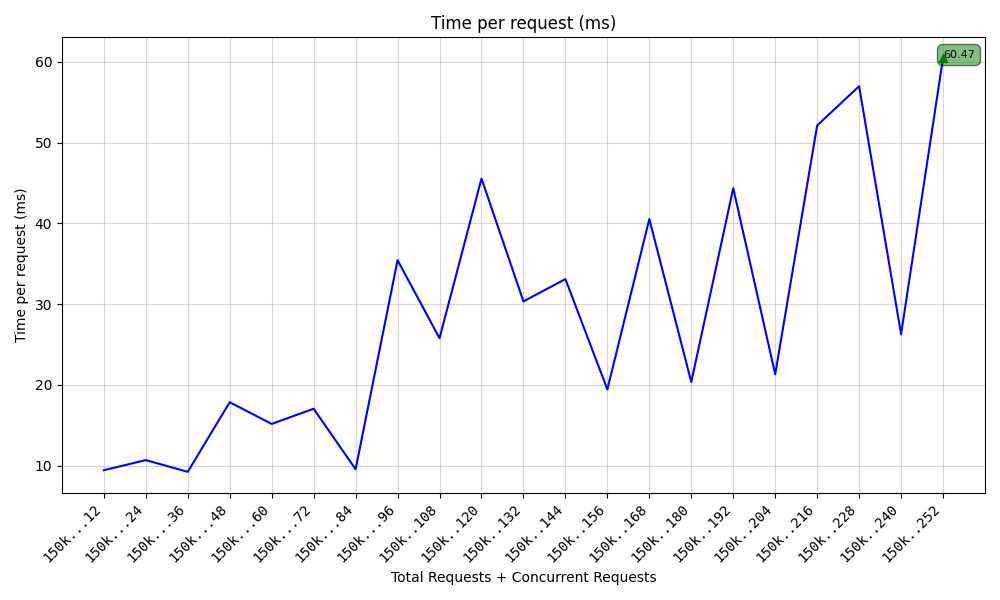 Time per request (ms)
60.47
60
50
40
30
20
10
Time per request (ms)
150k...12
150k...24
150k...36
150k...48
150k...60
150k...72
150k...84
150k...96
150k..108
150k..120
150k..132
150k..144
150k..156
150k..168
150k..180
150k..192
150k..204
150k..216
150k..228
150k..240
150k..252
Total Requests + Concurrent Requests